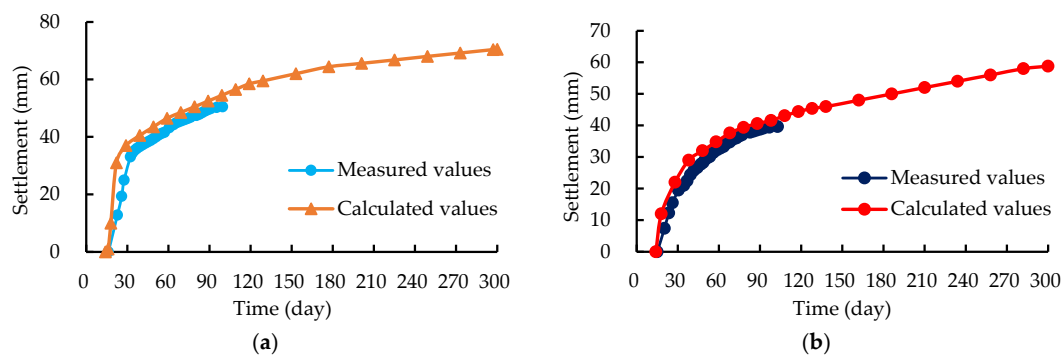 80
60
40
20
0
Settlement (mm)
Measured values
Calculated values
0 30 60 90 120 150 180 210 240 270 300
Time (day)
(a)
70
60
50
40
30
20
10
0
Settlement (mm)
Measured values
Calculated values
0 30 60 90 120 150 180 210 240 270 300
Time (day)
(b)